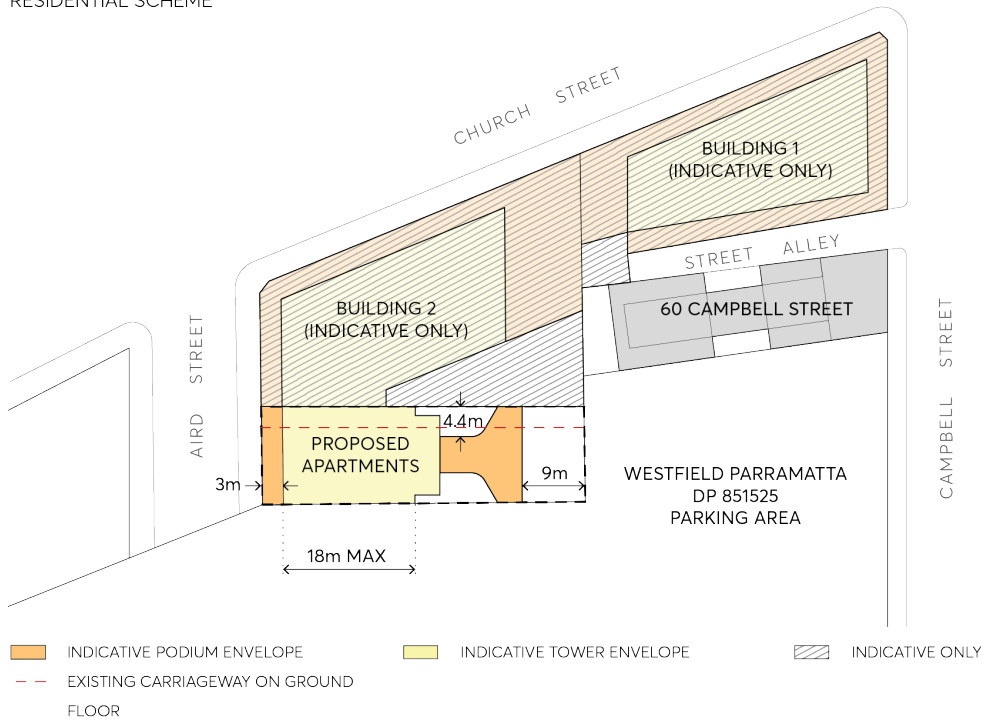 RESIDENTIAL SCHEME
CHURCH STREET
BUILDING 1
(INDICATIVE ONLY)
STREET ALLEY
BUILDING 2
(INDICATIVE ONLY)
60 CAMPBELL STREET
AIRD STREET
CAMPBELL STREET
4.4m
PROPOSED
APARTMENTS
3m
9m
WESTFIELD PARRAMATTA
DP 851525
PARKING AREA
18m MAX
INDICATIVE PODIUM ENVELOPE
INDICATIVE TOWER ENVELOPE
INDICATIVE ONLY
EXISTING CARRIAGEWAY ON GROUND
FLOOR